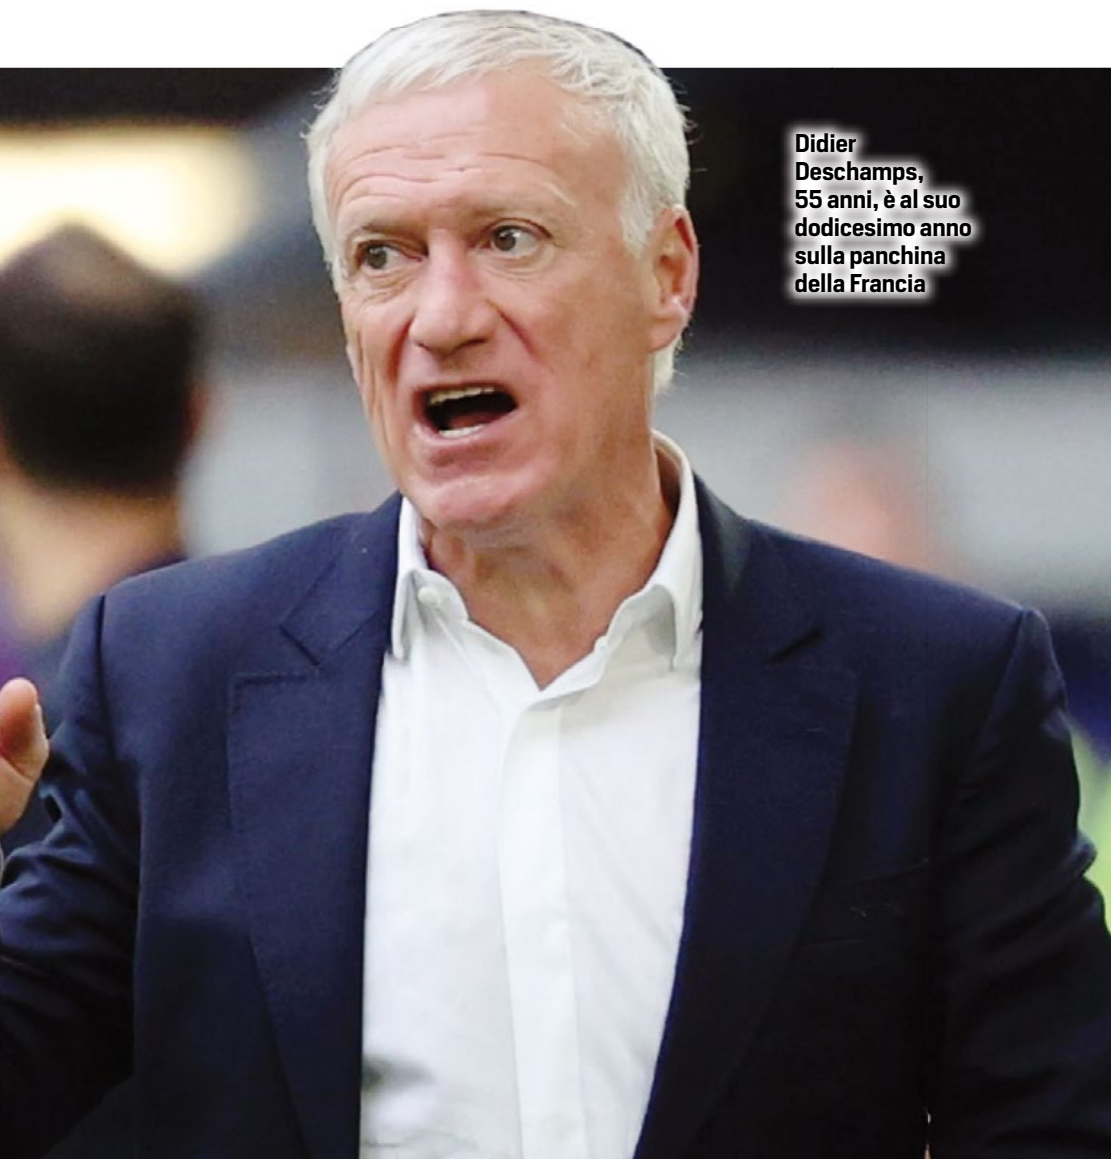 Didier
Deschamps,
55 anni, è al suo
dodicesimo anno
sulla panchina
della Francia